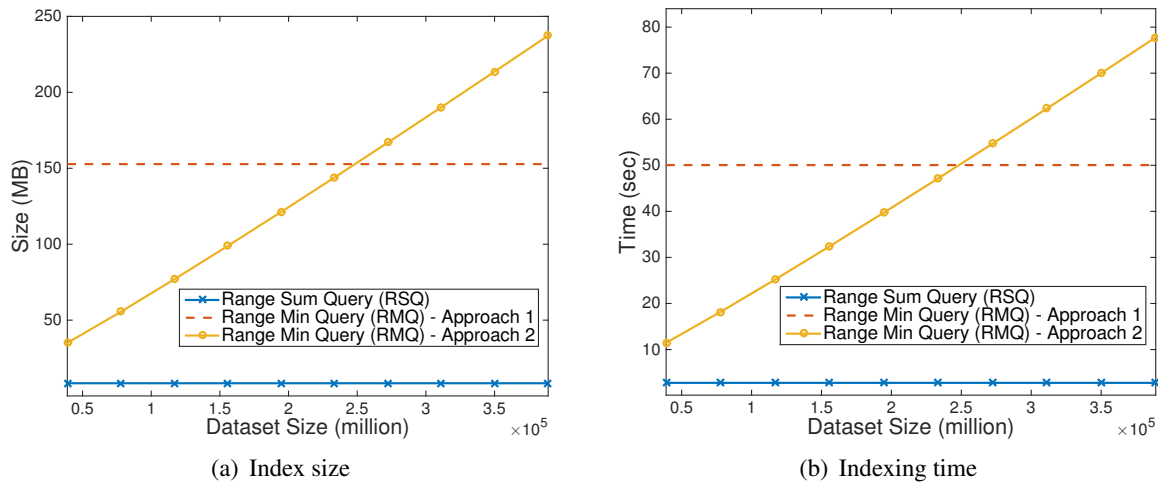 250
200
150
100
50
Size (MB)
Range Sum Query (RSQ)
Range Min Query (RMQ) - Approach 1
Range Min Query (RMQ) - Approach 2
0.5 1 1.5 2 2.5 3 3.5
Dataset Size (million) ×10^5
(a) Index size
80
70
60
50
40
30
20
10
Time (sec)
Range Sum Query (RSQ)
Range Min Query (RMQ) - Approach 1
Range Min Query (RMQ) - Approach 2
0.5 1 1.5 2 2.5 3 3.5
Dataset Size (million) ×10^5
(b) Indexing time